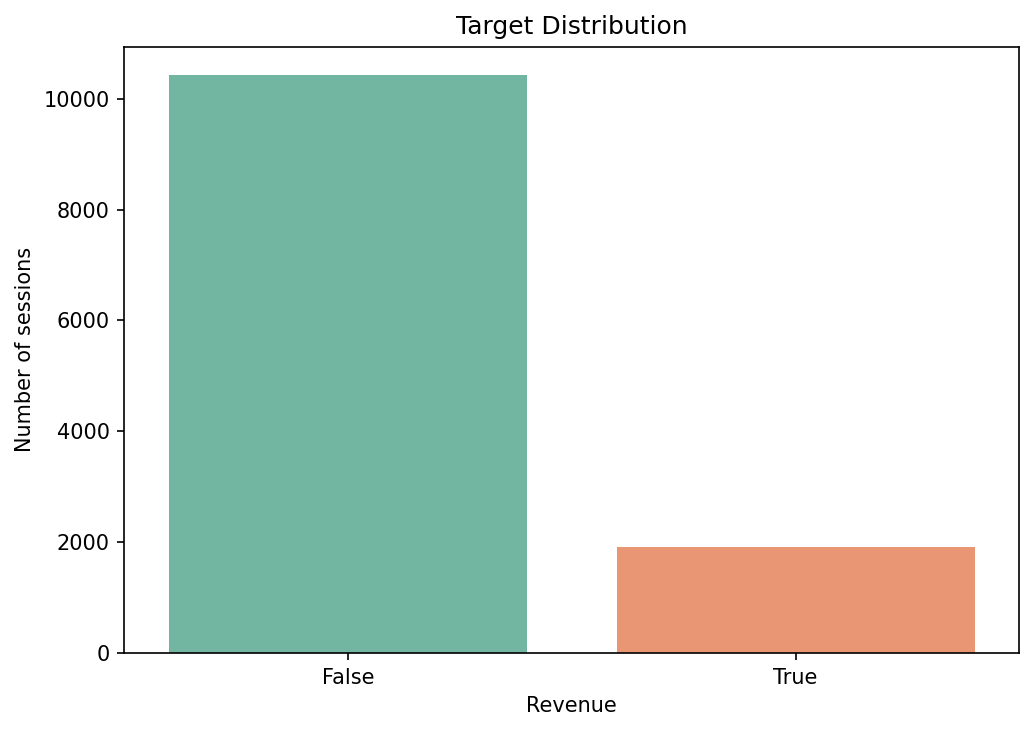 Target Distribution
Number of sessions
10000
8000
6000
4000
2000
0
False
True
Revenue